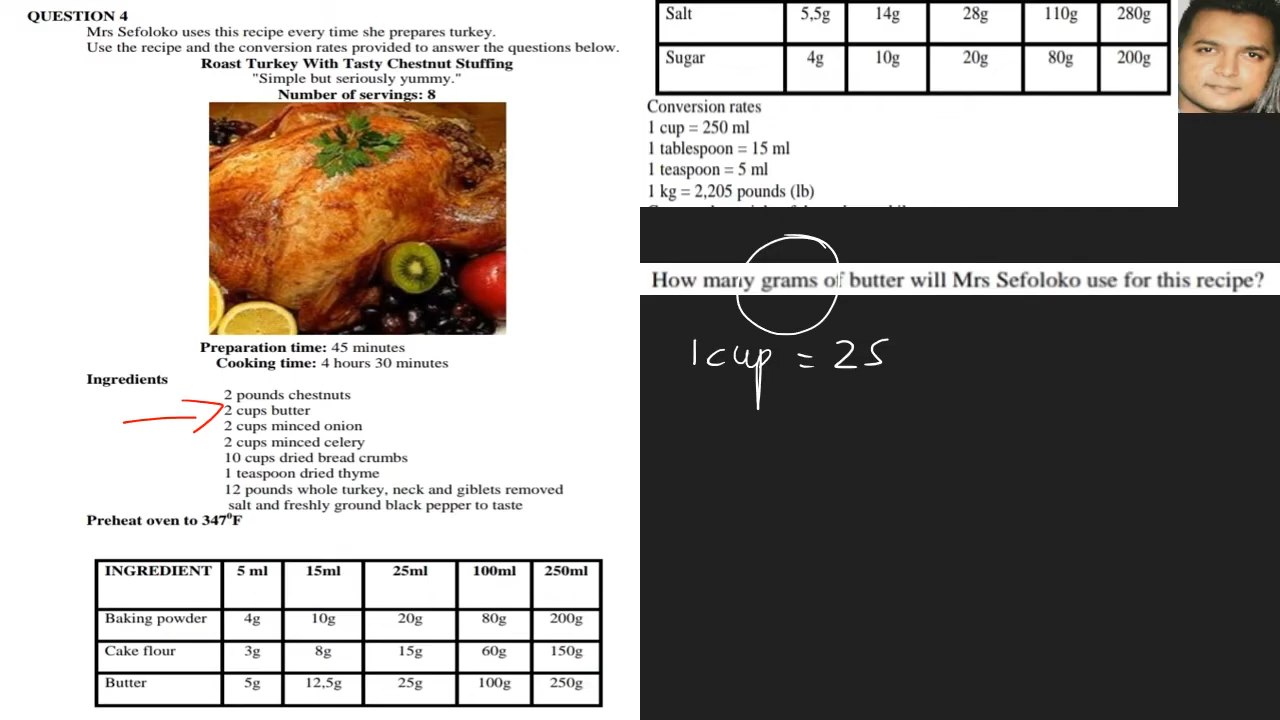 QUESTION 4
Mrs Sefoloko uses this recipe every time she prepares turkey.
Use the recipe and the conversion rates provided to answer the questions below.
Roast Turkey With Tasty Chestnut Stuffing
"Simple but seriously yummy."
Number of servings: 8
Preparation time: 45 minutes
Cooking time: 4 hours 30 minutes
Ingredients
2 pounds chestnuts
2 cups butter
2 cups minced onion
2 cups minced celery
10 cups dried bread crumbs
1 teaspoon dried thyme
12 pounds whole turkey, neck and giblets removed
salt and freshly ground black pepper to taste
Preheat oven to 347⁰F
INGREDIENT 5 ml 15ml 25ml 100ml 250ml
Baking powder 4g 10g 20g 80g 200g
Cake flour 3g 8g 15g 60g 150g
Butter 5g 12,5g 25g 100g 250g
Salt 5,5g 14g 28g 110g 280g
Sugar 4g 10g 20g 80g 200g
Conversion rates
1 cup = 250 ml
1 tablespoon = 15 ml
1 teaspoon = 5 ml
1 kg = 2,205 pounds (lb)
How many grams of butter will Mrs Sefoloko use for this recipe?
1 cup = 25